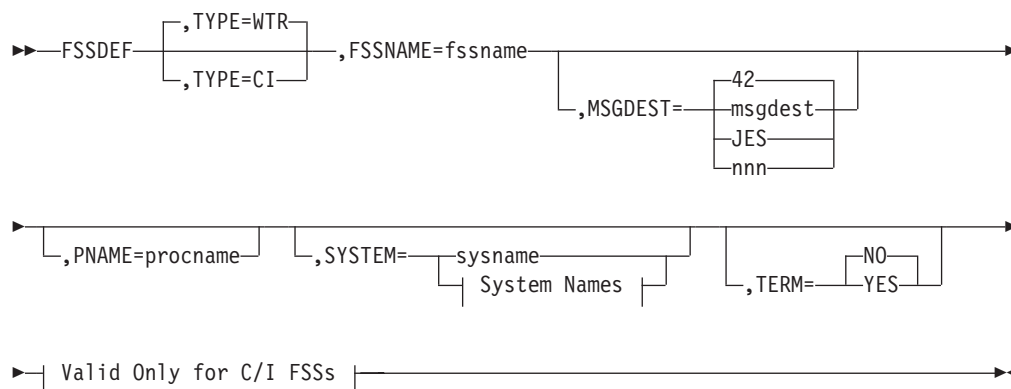 ,TYPE=WTR
FSSDEF ,FSSNAME=fssname
,TYPE=CI 42
,MSGDEST= msgdest
JES
nnn
,PNAME=procname ,SYSTEM= sysname NO
System Names ,TERM= YES
Valid Only for C/I FSSs